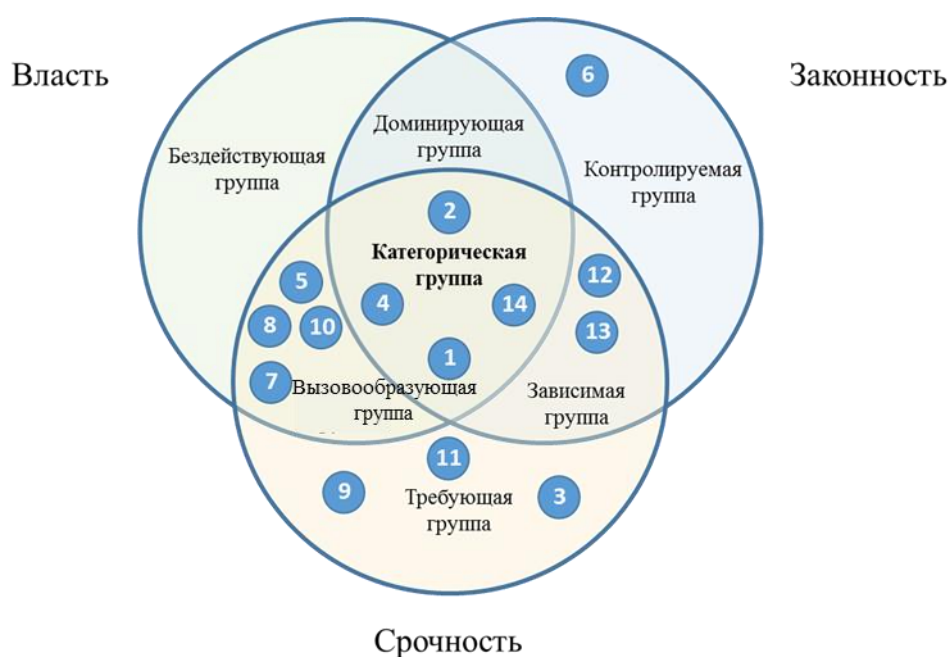 Власть
Законность
6
Доминирующая
группа
Бездействующая
группа
Контролируемая
группа
2
Категорическая
группа
5
12
4
14
8
10
13
1
7
Вызовообразующая
группа
Зависимая
группа
11
9
3
Требующая
группа
Срочность